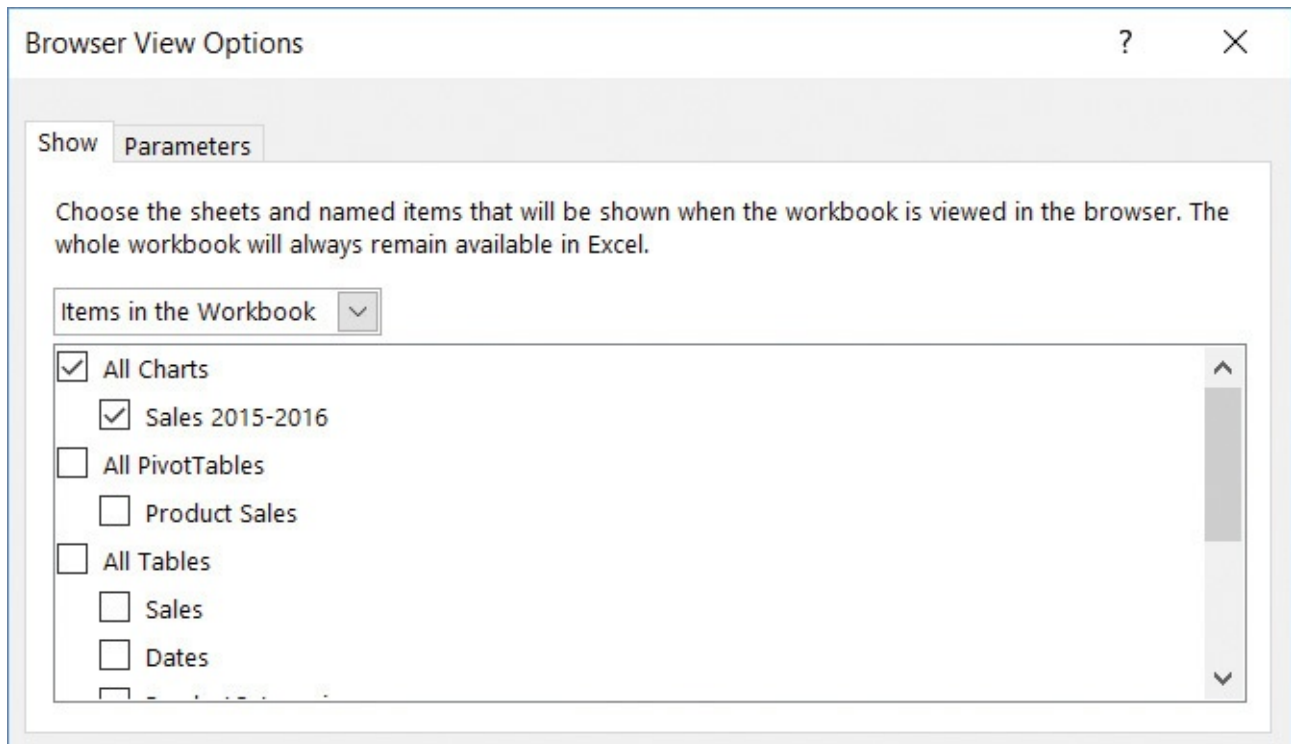 Browser View Options ?
Show Parameters
Choose the sheets and named items that will be shown when the workbook is viewed in the browser. The
whole workbook will always remain available in Excel.
Items in the Workbook
All Charts
Sales 2015-2016
All PivotTables
Product Sales
All Tables
Sales
Dates